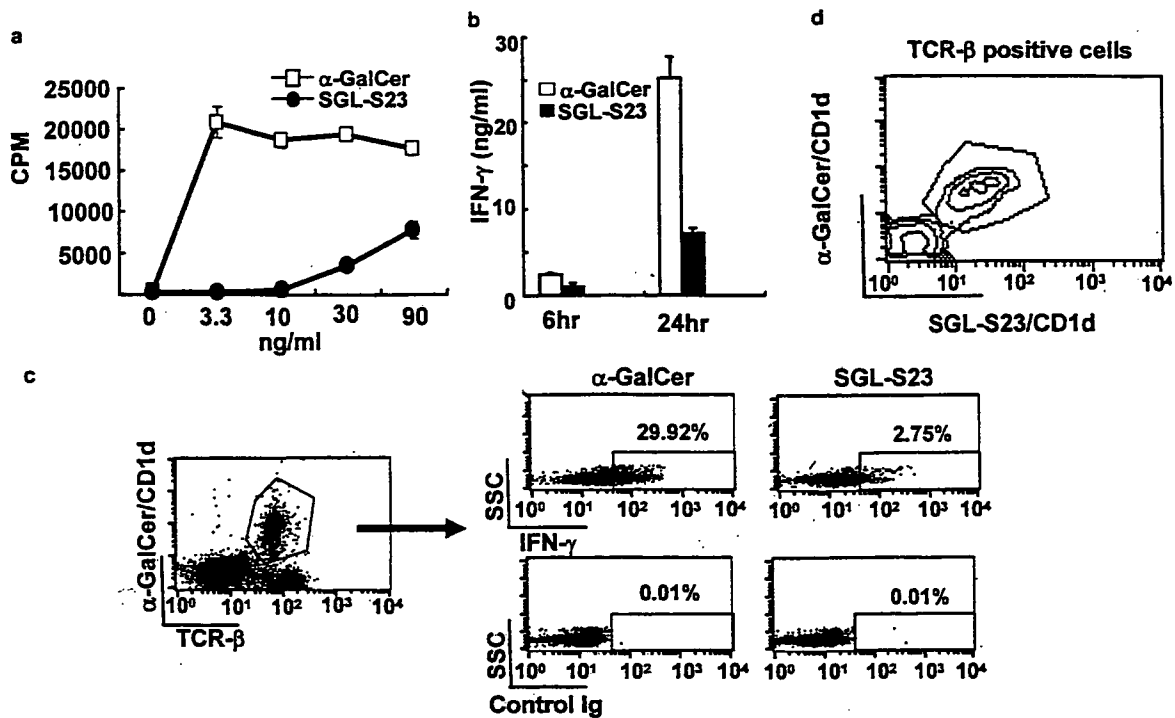 a
α-GalCer
SGL-S23
CPM
25000
20000
15000
10000
5000
0
3.3
10
30
90
ng/ml
b
IFN-γ (ng/ml)
30
20
10
0
α-GalCer
SGL-S23
6hr
24hr
d
TCR-β positive cells
α-GalCer/CD1d
10⁰ 10¹ 10² 10³ 10⁴
SGL-S23/CD1d
c
α-GalCer/CD1d
10⁰ 10¹ 10² 10³ 10⁴
TCR-β
α-GalCer
SGL-S23
29.92%
2.75%
SSC
10⁰ 10¹ 10² 10³ 10⁴
10⁰ 10¹ 10² 10³ 10⁴
IFN-γ
0.01%
0.01%
SSC
10⁰ 10¹ 10² 10³ 10⁴
10⁰ 10¹ 10² 10³ 10⁴
Control Ig